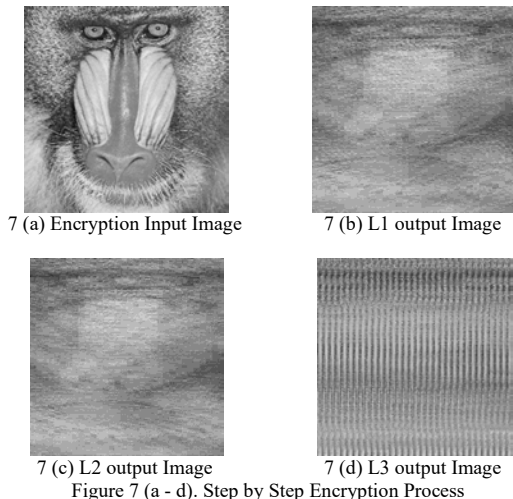 7 (a) Encryption Input Image
7 (b) L1 output Image
7 (c) L2 output Image
7 (d) L3 output Image
Figure 7 (a - d). Step by Step Encryption Process